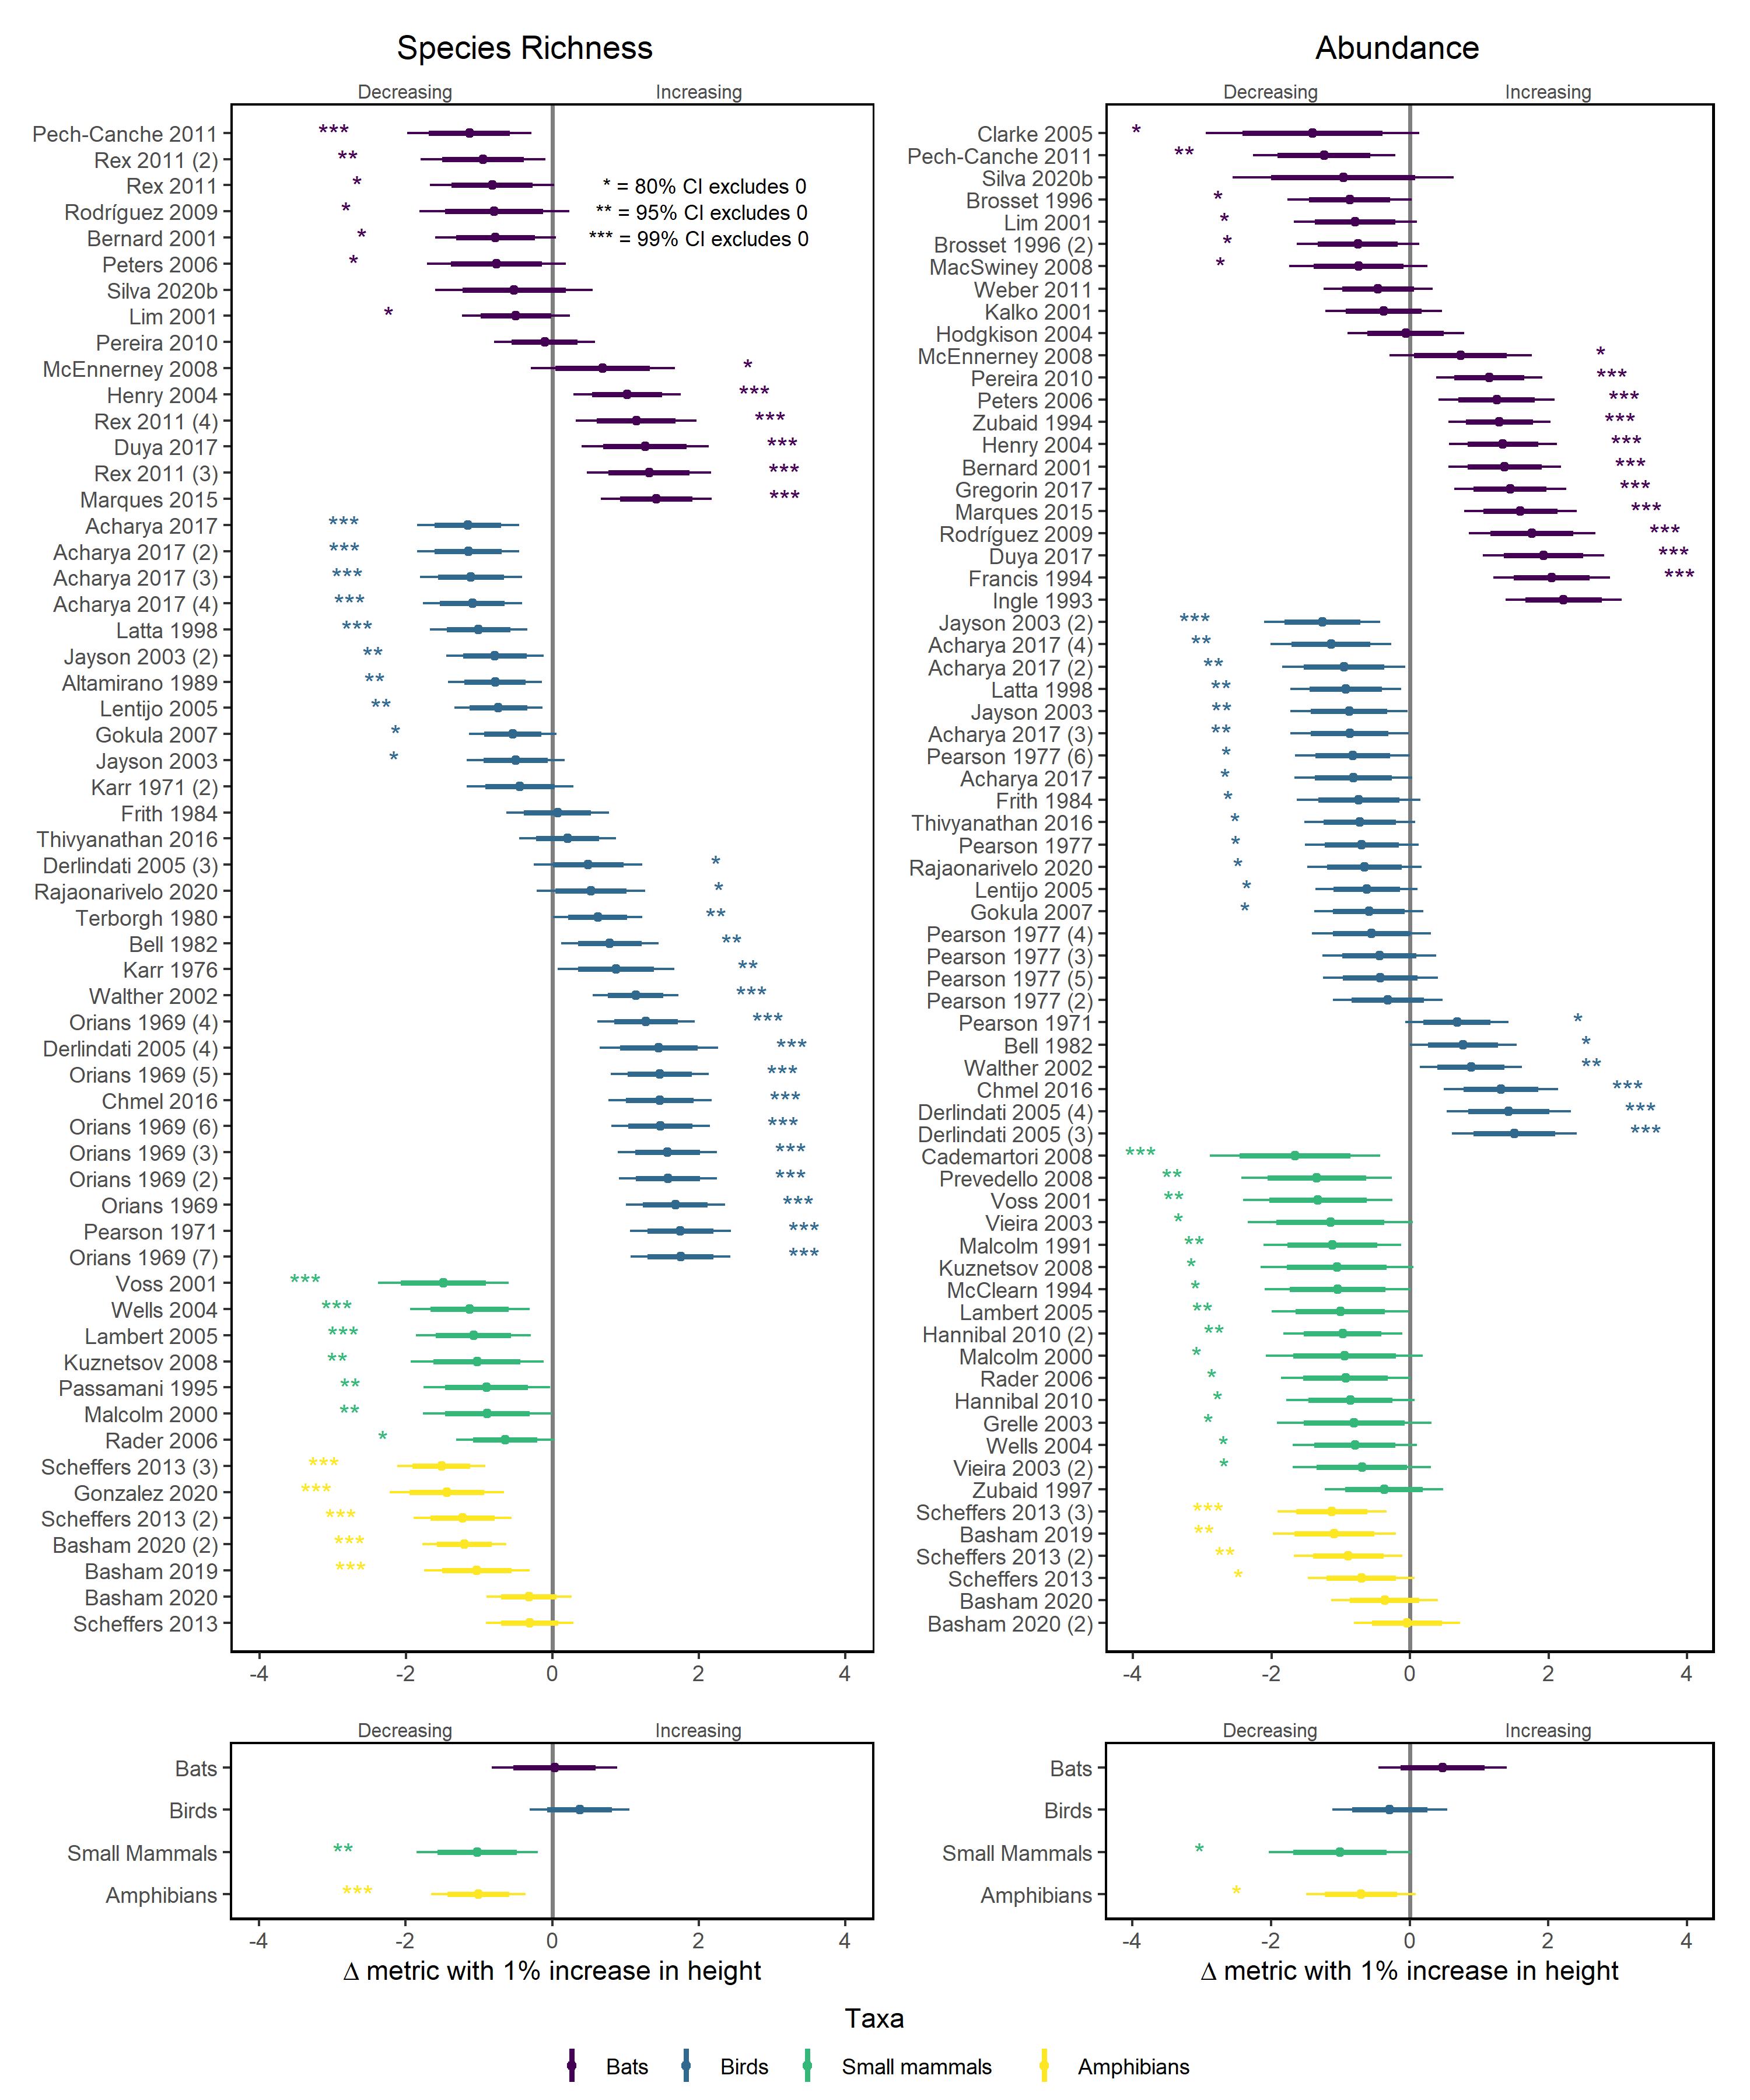 Species Richness
Decreasing Increasing
Pech-Canche 2011 ***
Rex 2011 (2) **
Rex 2011 *
Rodríguez 2009 *
Bernard 2001 *
Peters 2006 *
Silva 2020b
Lim 2001 *
Pereira 2010
McEnnerney 2008 *
Henry 2004 ***
Rex 2011 (4) ***
Duya 2017 ***
Rex 2011 (3) ***
Marques 2015 ***
Acharya 2017 ***
Acharya 2017 (2) ***
Acharya 2017 (3) ***
Acharya 2017 (4) ***
Latta 1998 ***
Jayson 2003 (2) **
Altamirano 1989 **
Lentijo 2005 **
Gokula 2007 *
Jayson 2003 *
Karr 1971 (2)
Frith 1984
Thivyanathan 2016
Derlindati 2005 (3) *
Rajaonarivelo 2020 *
Terborgh 1980 **
Bell 1982 **
Karr 1976 **
Walther 2002 ***
Orians 1969 (4) ***
Derlindati 2005 (4) ***
Orians 1969 (5) ***
Chmel 2016 ***
Orians 1969 (6) ***
Orians 1969 (3) ***
Orians 1969 (2) ***
Orians 1969 ***
Pearson 1971 ***
Orians 1969 (7) ***
Voss 2001 ***
Wells 2004 ***
Lambert 2005 ***
Kuznetsov 2008 **
Passamani 1995 **
Malcolm 2000 **
Rader 2006 *
Scheffers 2013 (3) ***
Gonzalez 2020 ***
Scheffers 2013 (2) ***
Basham 2020 (2) ***
Basham 2019 ***
Basham 2020
Scheffers 2013
* = 80% CI excludes 0
** = 95% CI excludes 0
*** = 99% CI excludes 0
-4 -2 0 2 4
Abundance
Decreasing Increasing
Clarke 2005 *
Pech-Canche 2011 **
Silva 2020b
Brosset 1996 *
Lim 2001 *
Brosset 1996 (2) *
MacSwiney 2008 *
Weber 2011
Kalko 2001
Hodgkison 2004
McEnnerney 2008 *
Pereira 2010 ***
Peters 2006 ***
Zubaid 1994 ***
Henry 2004 ***
Bernard 2001 ***
Gregorin 2017 ***
Marques 2015 ***
Rodríguez 2009 ***
Duya 2017 ***
Francis 1994 ***
Ingle 1993
Jayson 2003 (2) ***
Acharya 2017 (4) **
Acharya 2017 (2) **
Latta 1998 **
Jayson 2003 **
Acharya 2017 (3) **
Pearson 1977 (6) *
Acharya 2017 *
Frith 1984 *
Thivyanathan 2016 *
Pearson 1977 *
Rajaonarivelo 2020 *
Lentijo 2005 *
Gokula 2007 *
Pearson 1977 (4)
Pearson 1977 (3)
Pearson 1977 (5)
Pearson 1977 (2)
Pearson 1971 *
Bell 1982 *
Walther 2002 **
Chmel 2016 ***
Derlindati 2005 (4) ***
Derlindati 2005 (3) ***
Cademartori 2008 ***
Prevedello 2008 **
Voss 2001 **
Vieira 2003 *
Malcolm 1991 **
Kuznetsov 2008 *
McClearn 1994 *
Lambert 2005 **
Hannibal 2010 (2) **
Malcolm 2000 *
Rader 2006 *
Hannibal 2010 *
Grelle 2003 *
Wells 2004 *
Vieira 2003 (2) *
Zubaid 1997
Scheffers 2013 (3) ***
Basham 2019 **
Scheffers 2013 (2) **
Scheffers 2013 *
Basham 2020
Basham 2020 (2)
-4 -2 0 2 4
Decreasing Increasing
Bats
Birds
Small Mammals **
Amphibians ***
-4 -2 0 2 4
Δ metric with 1% increase in height
Decreasing Increasing
Bats
Birds
Small Mammals *
Amphibians *
-4 -2 0 2 4
Δ metric with 1% increase in height
Taxa
Bats Birds Small mammals Amphibians